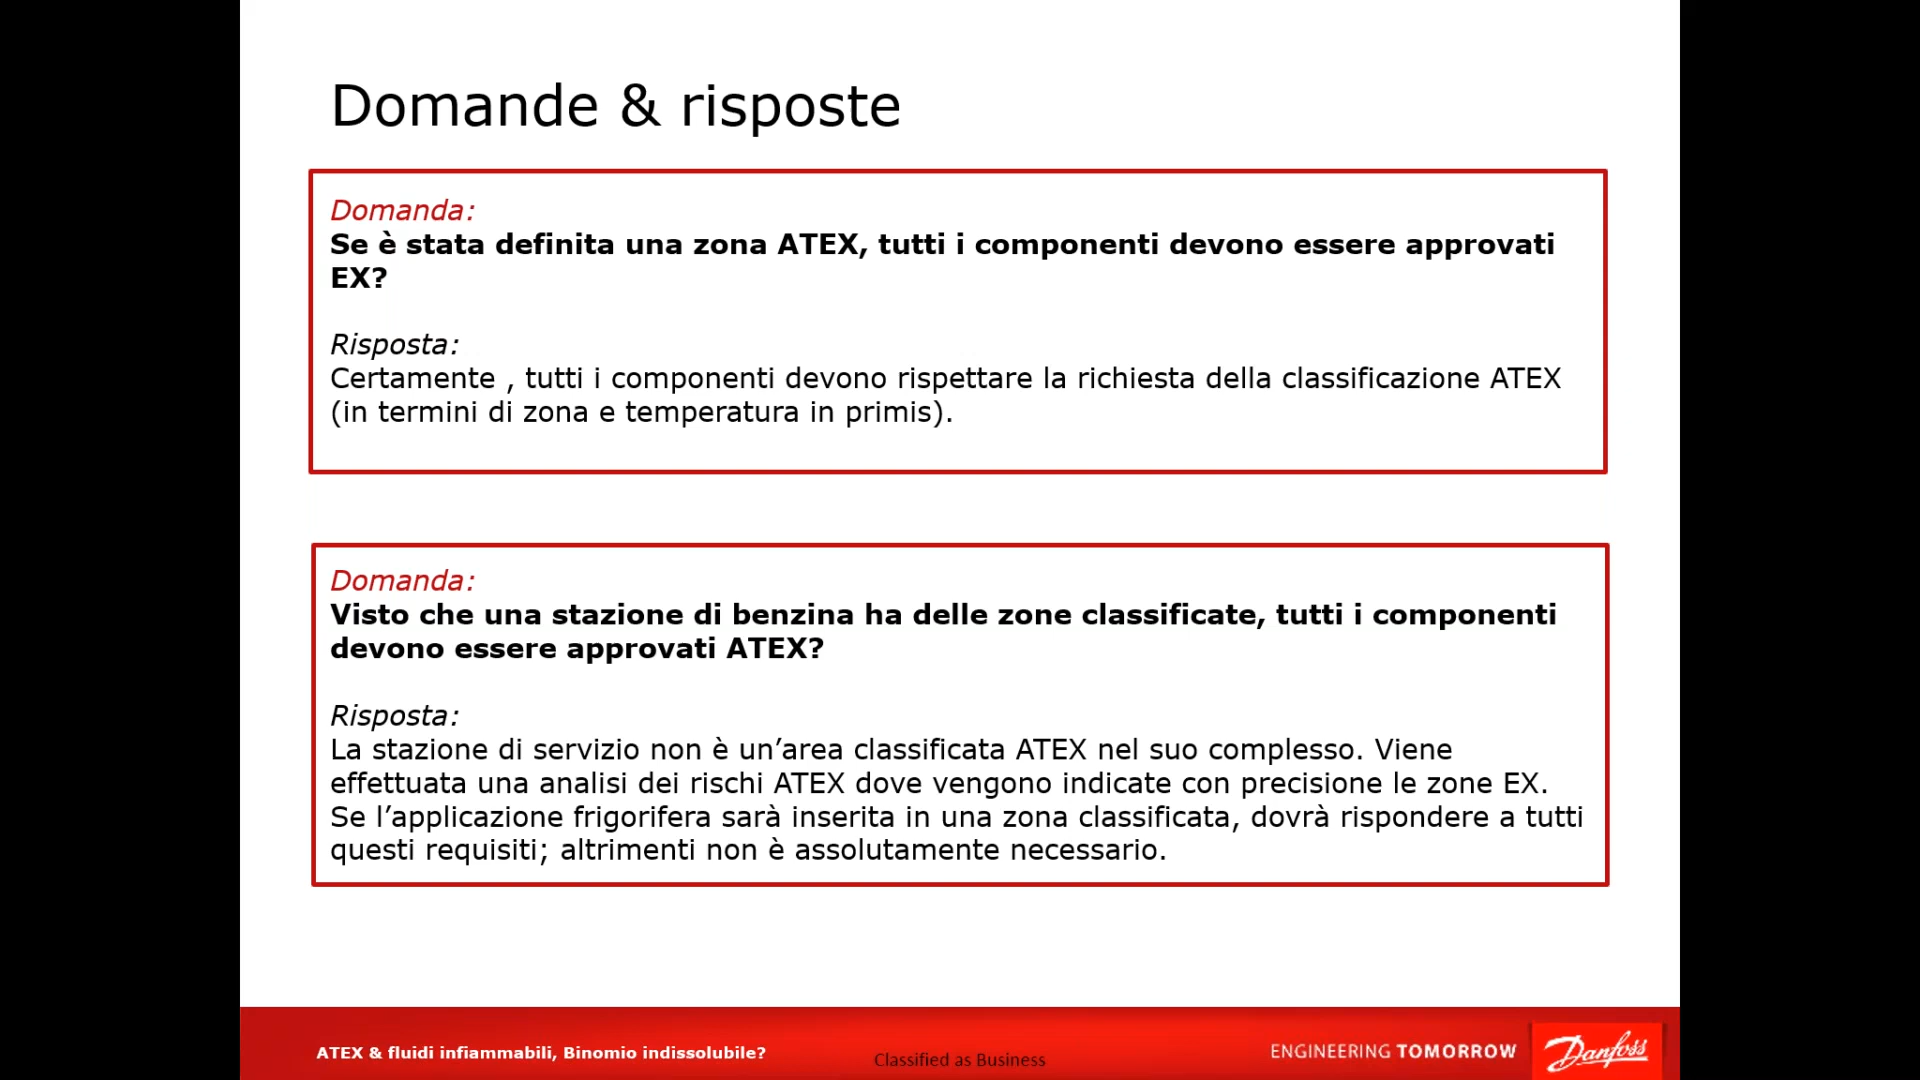 Domande & risposte
Domanda:
Se è stata definita una zona ATEX, tutti i componenti devono essere approvati
EX?
Risposta:
Certamente , tutti i componenti devono rispettare la richiesta della classificazione ATEX
(in termini di zona e temperatura in primis).
Domanda:
Visto che una stazione di benzina ha delle zone classificate, tutti i componenti
devono essere approvati ATEX?
Risposta:
La stazione di servizio non è un’area classificata ATEX nel suo complesso. Viene
effettuata una analisi dei rischi ATEX dove vengono indicate con precisione le zone EX.
Se l’applicazione frigorifera sarà inserita in una zona classificata, dovrà rispondere a tutti
questi requisiti; altrimenti non è assolutamente necessario.
ATEX & fluidi infiammabili, Binomio indissolubile?
Classified as Business
ENGINEERING TOMORROW
Danfoss